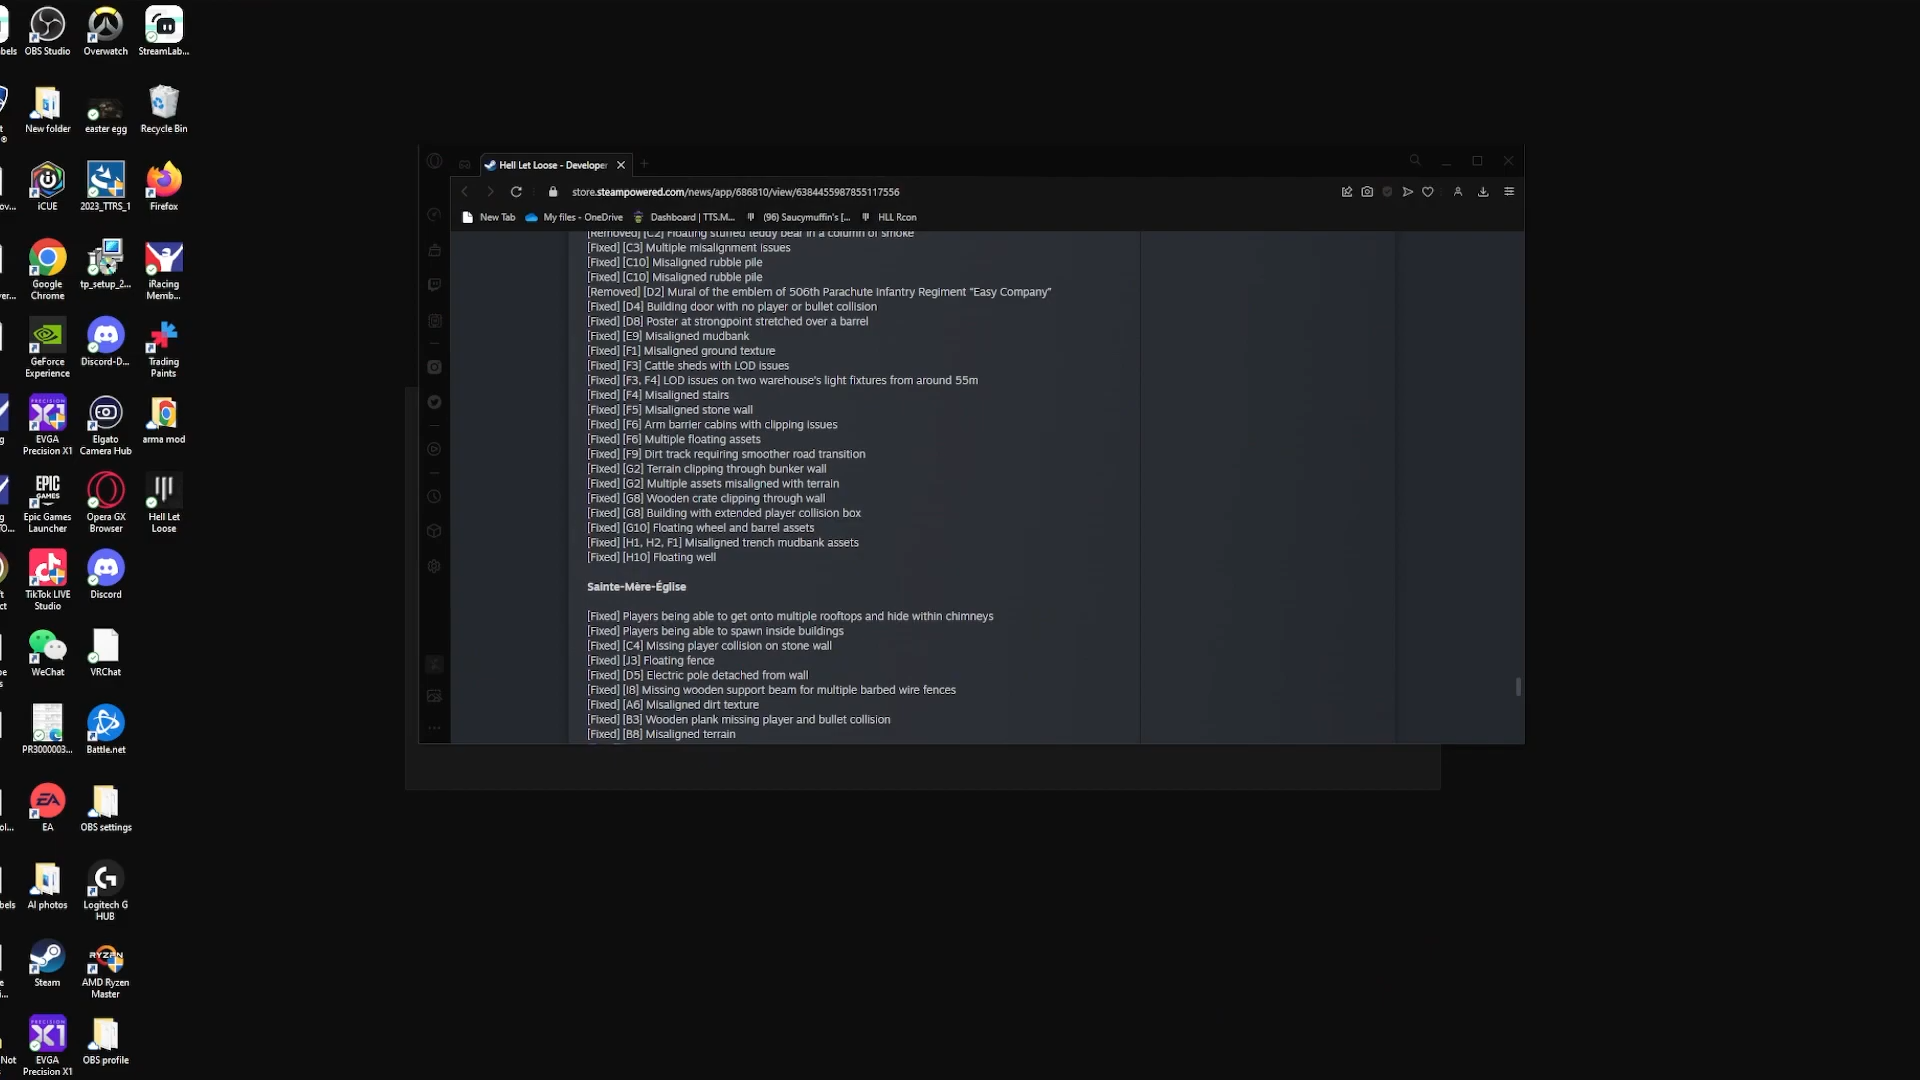 bels
OBS Studio
Overwatch
StreamLab...
New folder
easter egg
Recycle Bin
iCUE
2023_TTRS_1
Firefox
Google
Chrome
tp_setup_2...
iRacing
Memb...
GeForce
Experience
Discord-D...
Trading
Paints
EVGA
Precision X1
Elgato
Camera Hub
arma mod
EPIC
GAMES
Epic Games
Launcher
Opera GX
Browser
Hell Let
Loose
TikTok LIVE
Studio
Discord
WeChat
VRChat
PR3000003...
Battle.net
EA
OBS settings
bels
AI photos
Logitech G
HUB
Steam
RYZEN
AMD Ryzen
Master
Not
EVGA
Precision X1
OBS profile
Hell Let Loose - Developer
store.steampowered.com/news/app/686810/view/6384455987855117556
New Tab
My files - OneDrive
Dashboard | TTS.M...
(96) Saucymuffin's [...
HLL Rcon
[Removed] [C2] Floating stuffed teddy bear in a column of smoke
[Fixed] [C3] Multiple misalignment issues
[Fixed] [C10] Misaligned rubble pile
[Fixed] [C10] Misaligned rubble pile
[Removed] [D2] Mural of the emblem of 506th Parachute Infantry Regiment “Easy Company”
[Fixed] [D4] Building door with no player or bullet collision
[Fixed] [D8] Poster at strongpoint stretched over a barrel
[Fixed] [E9] Misaligned mudbank
[Fixed] [F1] Misaligned ground texture
[Fixed] [F3] Cattle sheds with LOD issues
[Fixed] [F3, F4] LOD issues on two warehouse's light fixtures from around 55m
[Fixed] [F4] Misaligned stairs
[Fixed] [F5] Misaligned stone wall
[Fixed] [F6] Arm barrier cabins with clipping issues
[Fixed] [F6] Multiple floating assets
[Fixed] [F9] Dirt track requiring smoother road transition
[Fixed] [G2] Terrain clipping through bunker wall
[Fixed] [G2] Multiple assets misaligned with terrain
[Fixed] [G8] Wooden crate clipping through wall
[Fixed] [G8] Building with extended player collision box
[Fixed] [G10] Floating wheel and barrel assets
[Fixed] [H1, H2, F1] Misaligned trench mudbank assets
[Fixed] [H10] Floating well
Sainte-Mère-Église
[Fixed] Players being able to get onto multiple rooftops and hide within chimneys
[Fixed] Players being able to spawn inside buildings
[Fixed] [C4] Missing player collision on stone wall
[Fixed] [J3] Floating fence
[Fixed] [D5] Electric pole detached from wall
[Fixed] [I8] Missing wooden support beam for multiple barbed wire fences
[Fixed] [A6] Misaligned dirt texture
[Fixed] [B3] Wooden plank missing player and bullet collision
[Fixed] [B8] Misaligned terrain